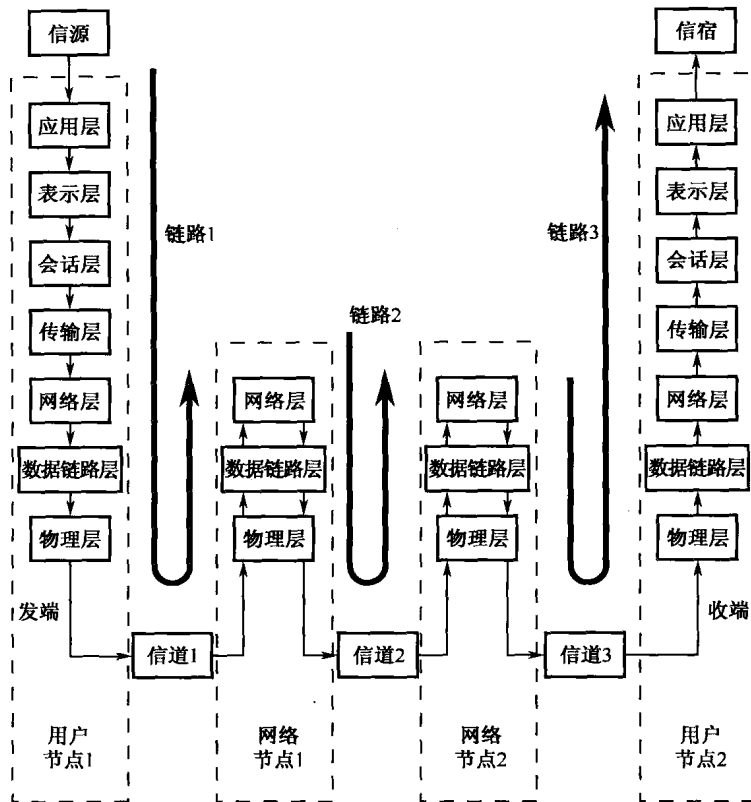 信源
信宿
应用层
表示层
会话层
传输层
网络层
数据链路层
物理层
发端
用户
节点1
链路1
信道1
网络层
数据链路层
物理层
网络
节点1
链路2
信道2
网络层
数据链路层
物理层
网络
节点2
链路3
信道3
应用层
表示层
会话层
传输层
网络层
数据链路层
物理层
收端
用户
节点2